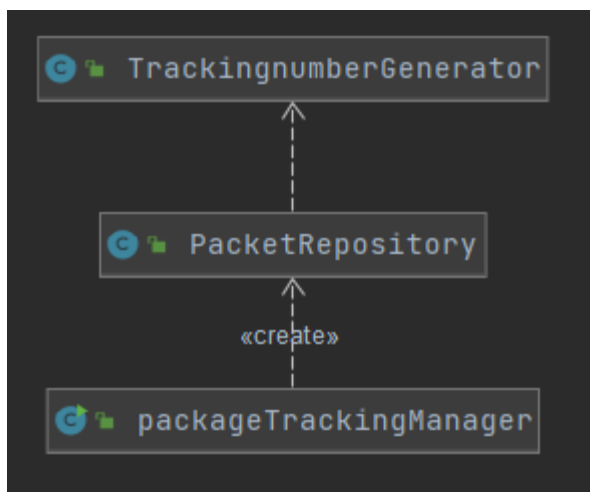 C TrackingnumberGenerator
C PacketRepository
«create»
C packageTrackingManager